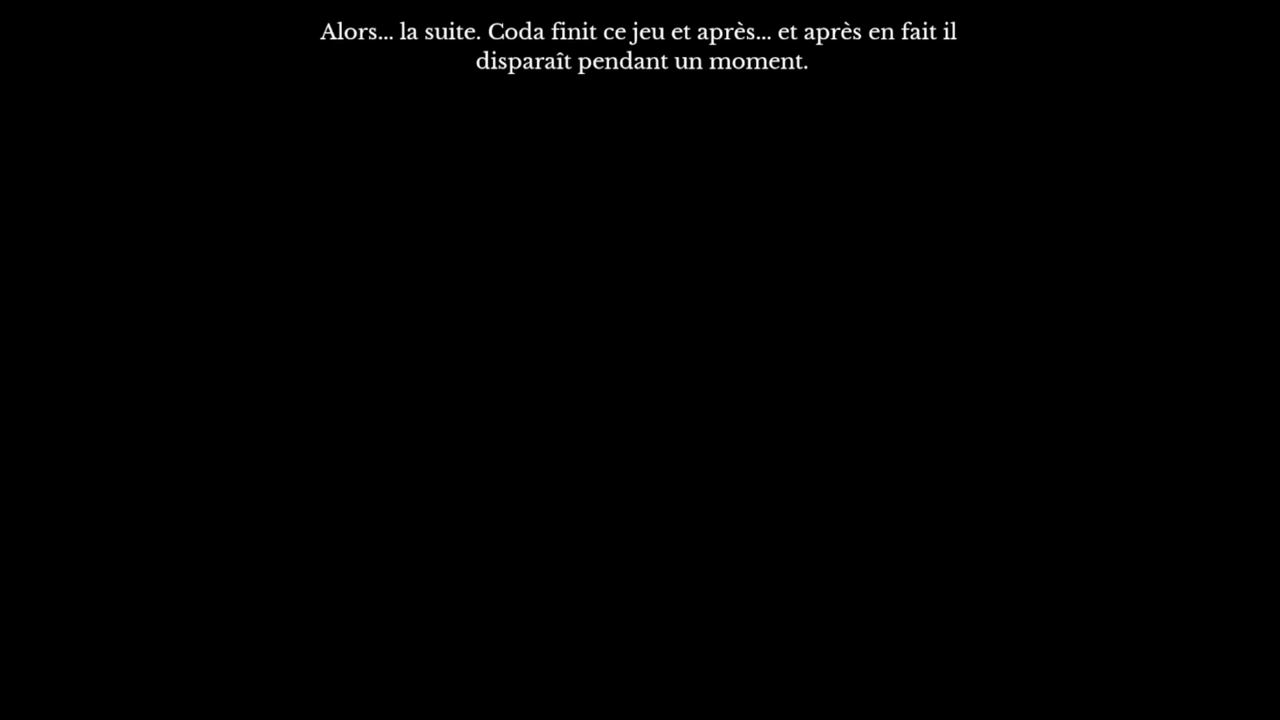 Alors... la suite. Coda finit ce jeu et après... et après en fait il
disparaît pendant un moment.